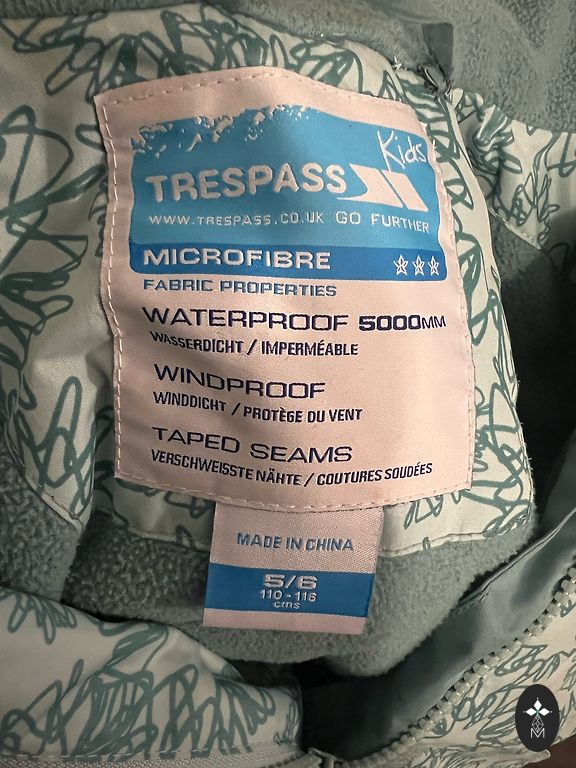 Kids
TRESPASS
WWW.TRESPASS.CO.UK GO FURTHER
MICROFIBRE
FABRIC PROPERTIES
WATERPROOF 5000MM
WASSERDICHT / IMPERMÉABLE
WINDPROOF
WINDDICHT / PROTÈGE DU VENT
TAPED SEAMS
VERSCHWEISSTE NÄHTE / COUTURES SOUDÉES
MADE IN CHINA
5/6
110 - 116
cms
M